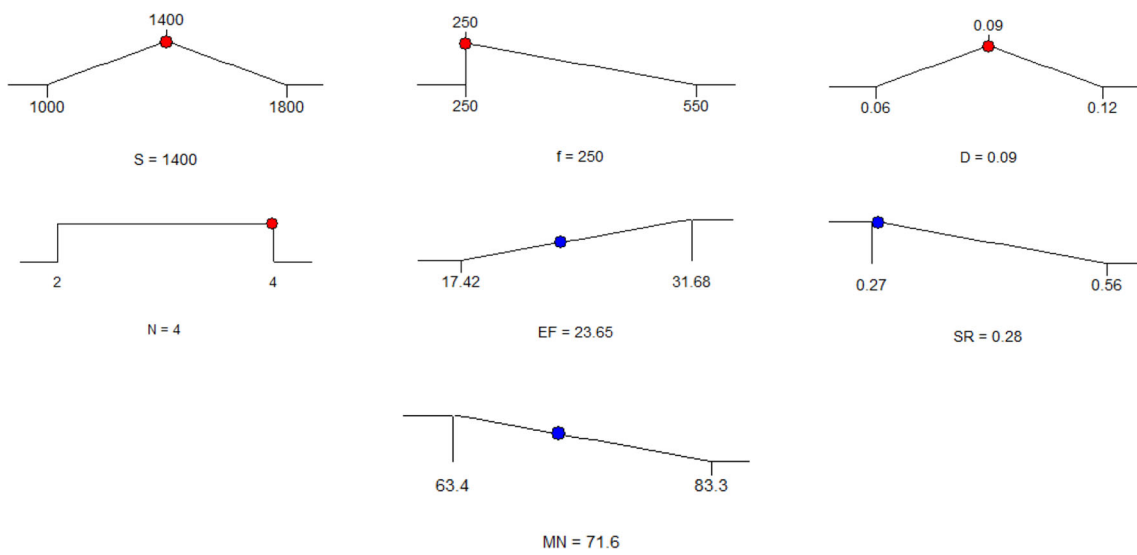 1400
250
0.09
1000
1800
250
550
0.06
0.12
S = 1400
f = 250
D = 0.09
2
4
17.42
31.68
0.27
0.56
N = 4
EF = 23.65
SR = 0.28
63.4
83.3
MN = 71.6